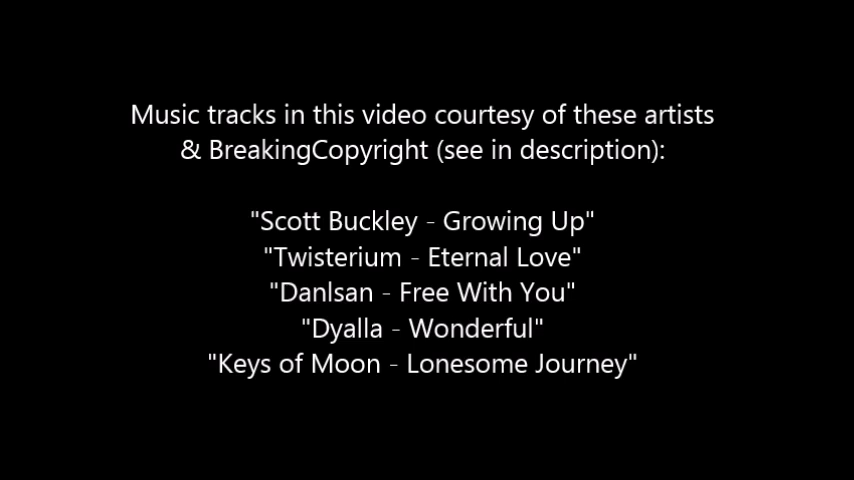 Music tracks in this video courtesy of these artists
& BreakingCopyright (see in description):
"Scott Buckley - Growing Up"
"Twisterium - Eternal Love"
"Danlsan - Free With You"
"Dyalla - Wonderful"
"Keys of Moon - Lonesome Journey"